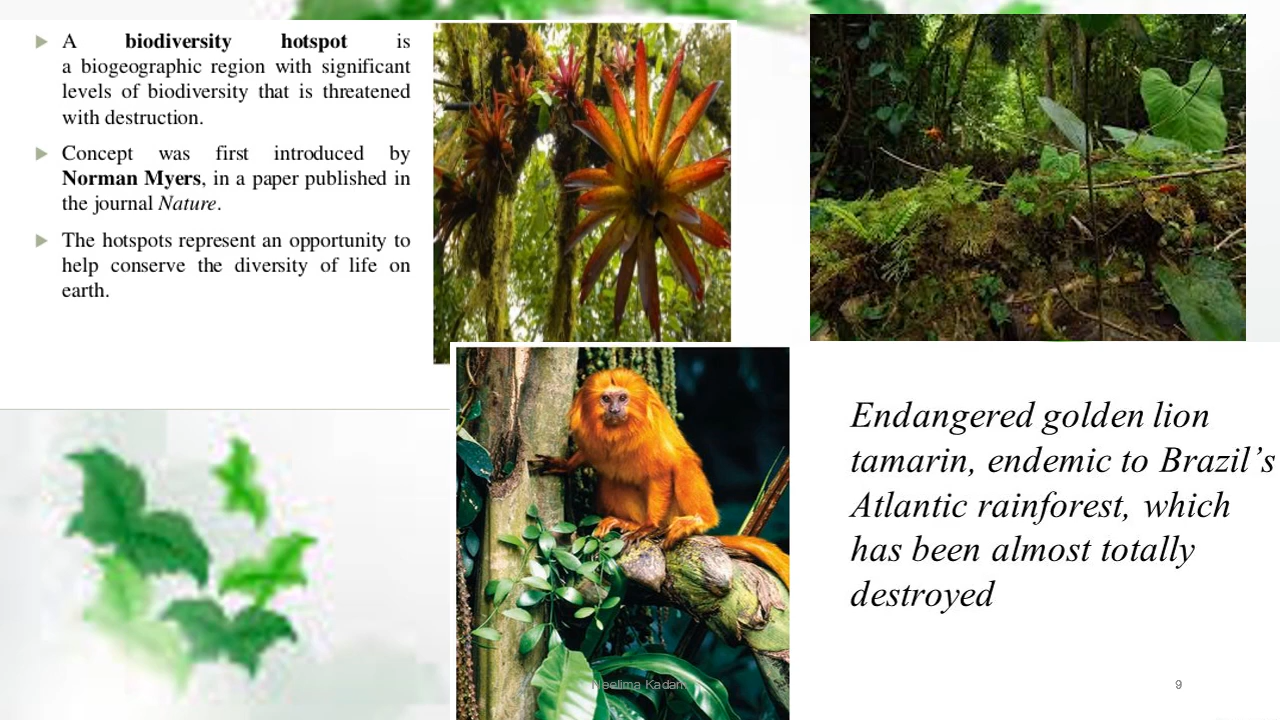 A biodiversity hotspot is
a biogeographic region with significant
levels of biodiversity that is threatened
with destruction.
Concept was first introduced by
Norman Myers, in a paper published in
the journal Nature.
The hotspots represent an opportunity to
help conserve the diversity of life on
earth.
Endangered golden lion
tamarin, endemic to Brazil’s
Atlantic rainforest, which
has been almost totally
destroyed
Neelima Kadam
9